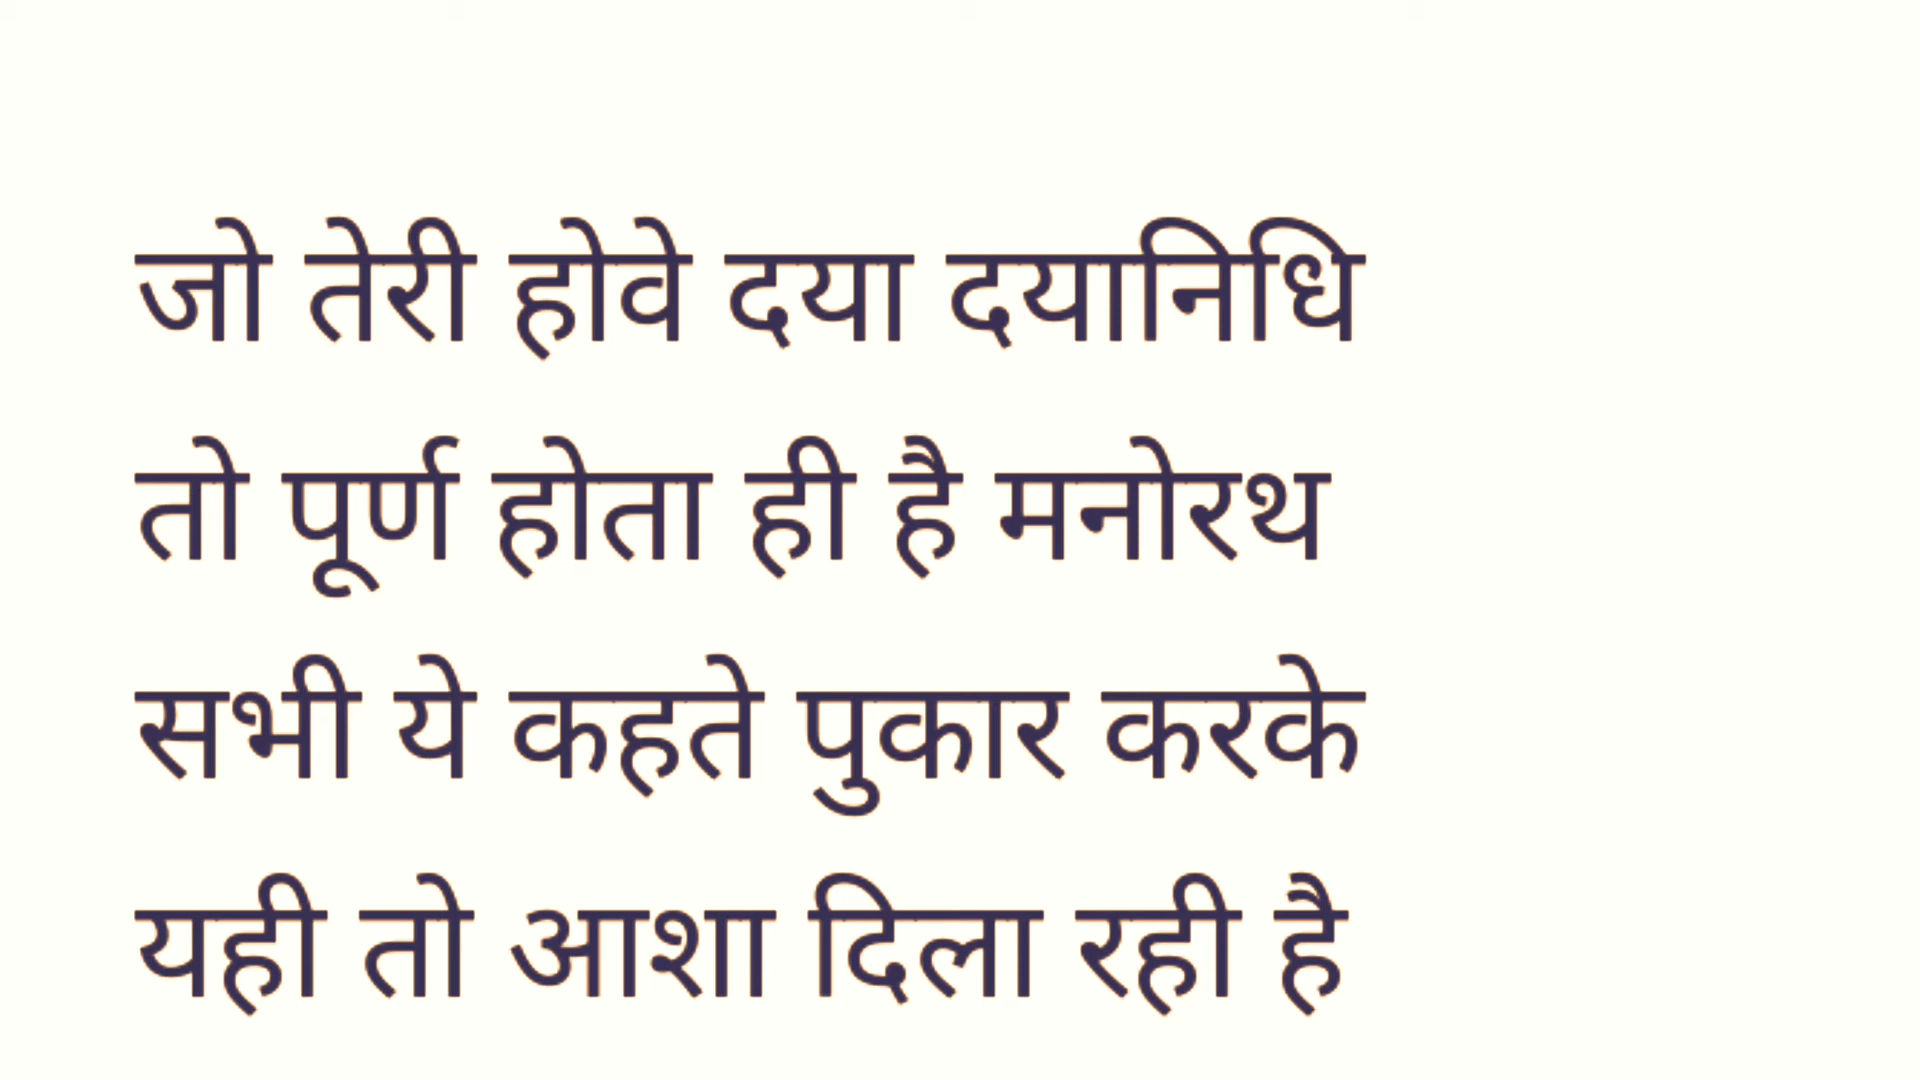 जो तेरी होवे दया दयानिधि
तो पूर्ण होता ही है मनोरथ
सभी ये कहते पुकार करके
यही तो आशा दिला रही है